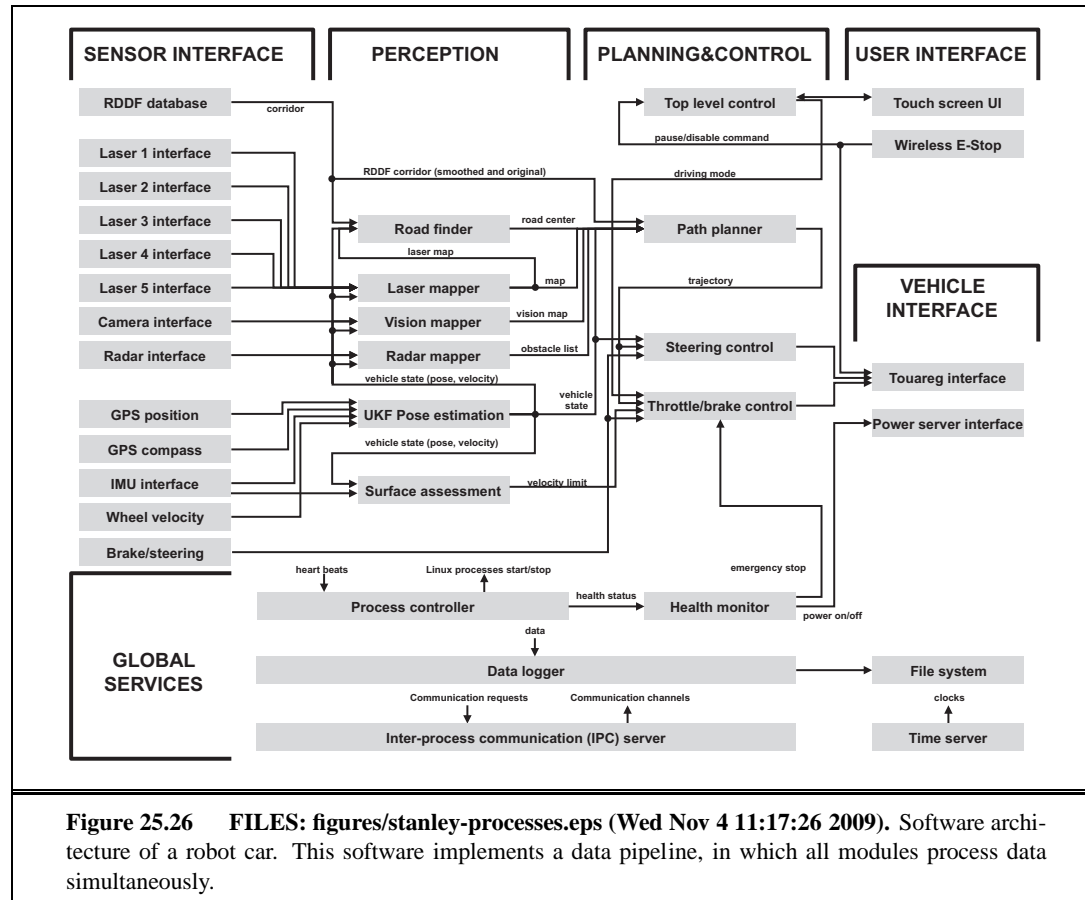 SENSOR INTERFACE
PERCEPTION
PLANNING&CONTROL
USER INTERFACE
RDDF database
corridor
Top level control
Touch screen UI
pause/disable command
Wireless E-Stop
Laser 1 interface
Laser 2 interface
Laser 3 interface
Laser 4 interface
Laser 5 interface
Camera interface
Radar interface
RDDF corridor (smoothed and original)
driving mode
Road finder
road center
Path planner
laser map
Laser mapper
map
trajectory
VEHICLE
INTERFACE
Vision mapper
vision map
Radar mapper
obstacle list
Steering control
vehicle state (pose, velocity)
vehicle
state
Touareg interface
GPS position
GPS compass
IMU interface
Wheel velocity
Brake/steering
UKF Pose estimation
Throttle/brake control
Power server interface
vehicle state (pose, velocity)
Surface assessment
velocity limit
heart beats
Linux processes start/stop
emergency stop
Process controller
health status
Health monitor
power on/off
GLOBAL
SERVICES
data
Data logger
File system
Communication requests
Communication channels
clocks
Inter-process communication (IPC) server
Time server
Figure 25.26 FILES: figures/stanley-processes.eps (Wed Nov 4 11:17:26 2009). Software archi-
tecture of a robot car. This software implements a data pipeline, in which all modules process data
simultaneously.